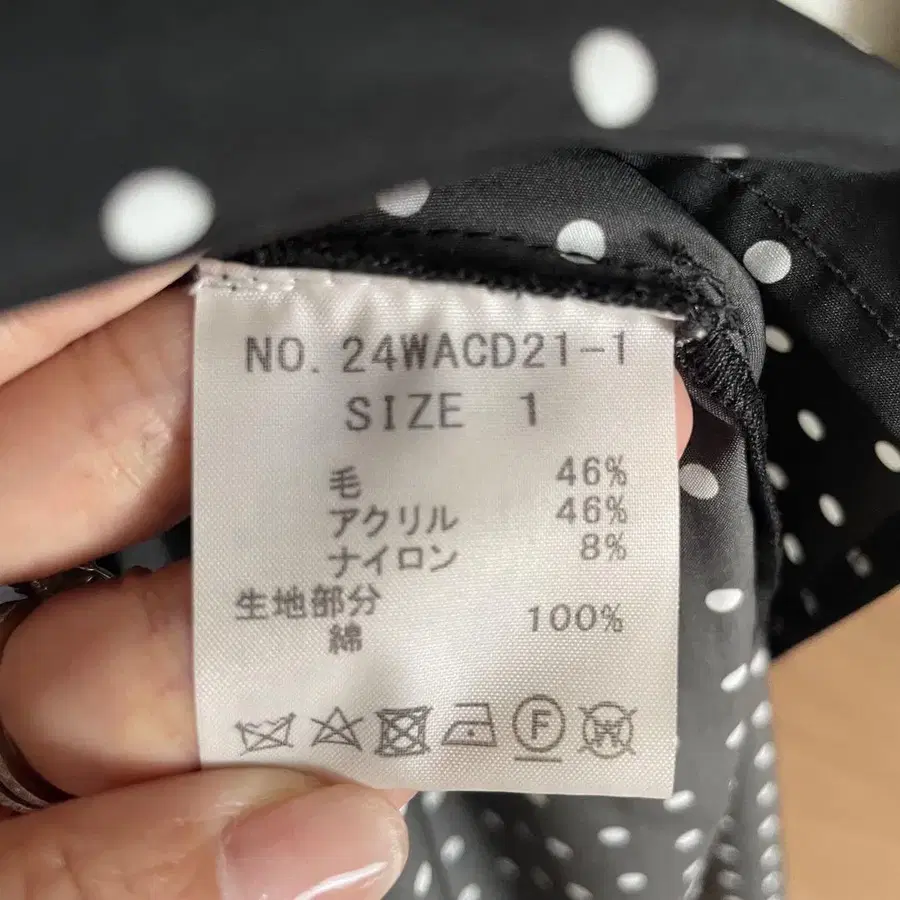 NO. 24WACD21-1
SIZE 1
毛 46%
アクリル 46%
ナイロン 8%
生地部分
綿 100%
F
W